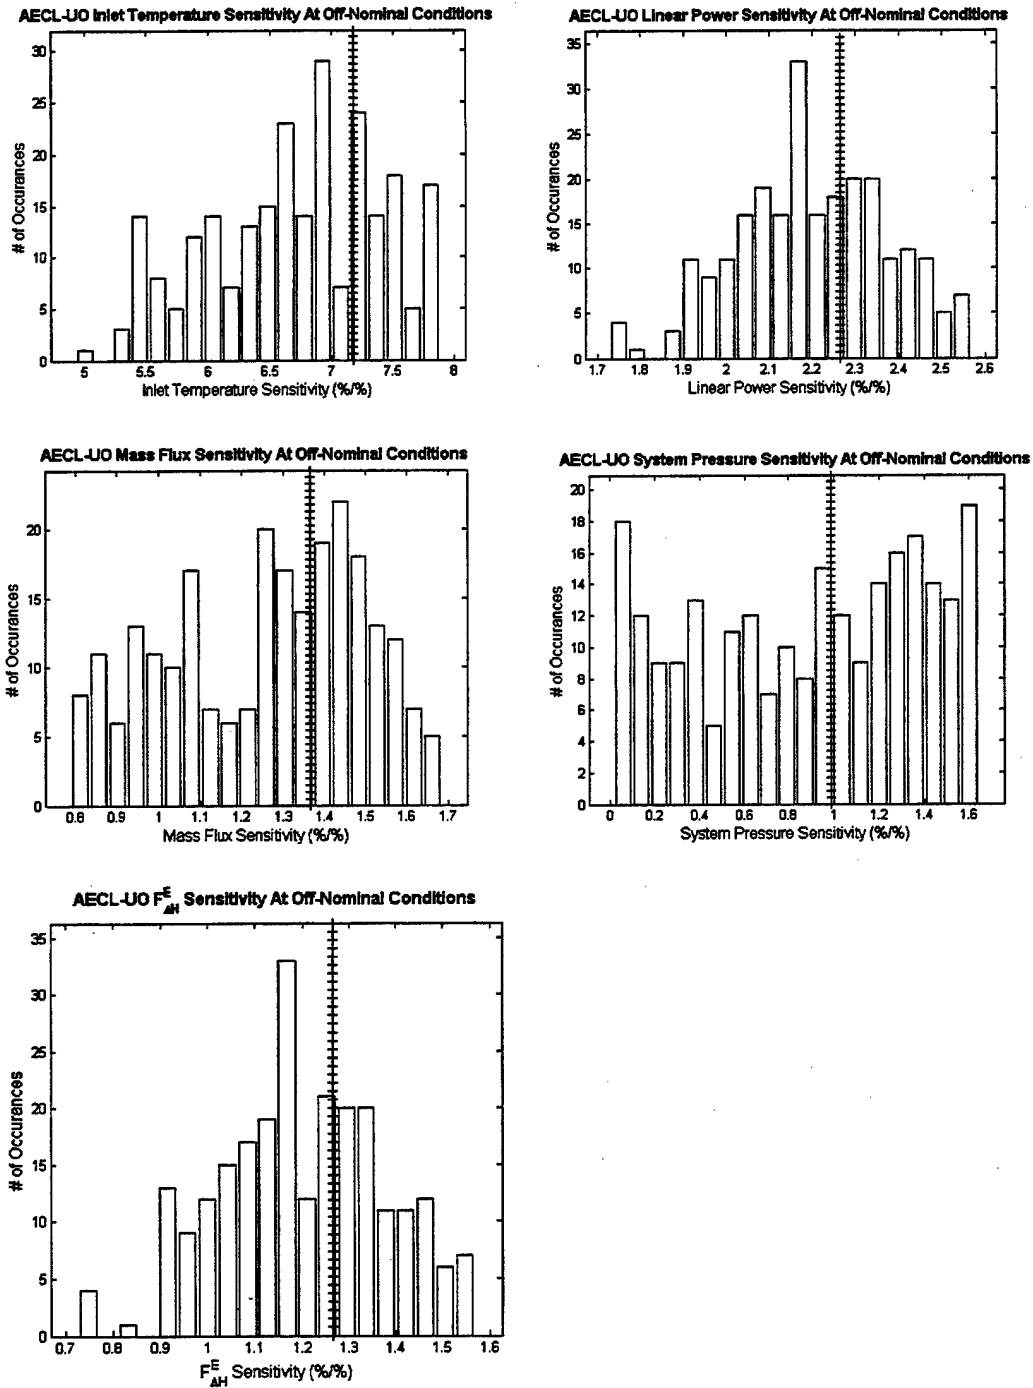 AECL-UO Inlet Temperature Sensitivity At Off-Nominal Conditions
30
25
20
15
10
5
0
# of Occurances
5 5.5 6 6.5 7 7.5 8
Inlet Temperature Sensitivity (%/%)
AECL-UO Linear Power Sensitivity At Off-Nominal Conditions
35
30
25
20
15
10
5
0
# of Occurances
1.7 1.8 1.9 2 2.1 2.2 2.3 2.4 2.5 2.6
Linear Power Sensitivity (%/%)
AECL-UO Mass Flux Sensitivity At Off-Nominal Conditions
20
15
10
5
0
# of Occurances
0.8 0.9 1 1.1 1.2 1.3 1.4 1.5 1.6 1.7
Mass Flux Sensitivity (%/%)
AECL-UO System Pressure Sensitivity At Off-Nominal Conditions
20
18
16
14
12
10
8
6
4
2
0
# of Occurances
0 0.2 0.4 0.6 0.8 1 1.2 1.4 1.6
System Pressure Sensitivity (%/%)
AECL-UO F^E_ΔH Sensitivity At Off-Nominal Conditions
35
30
25
20
15
10
5
0
# of Occurances
0.7 0.8 0.9 1 1.1 1.2 1.3 1.4 1.5 1.6
F^E_ΔH Sensitivity (%/%)